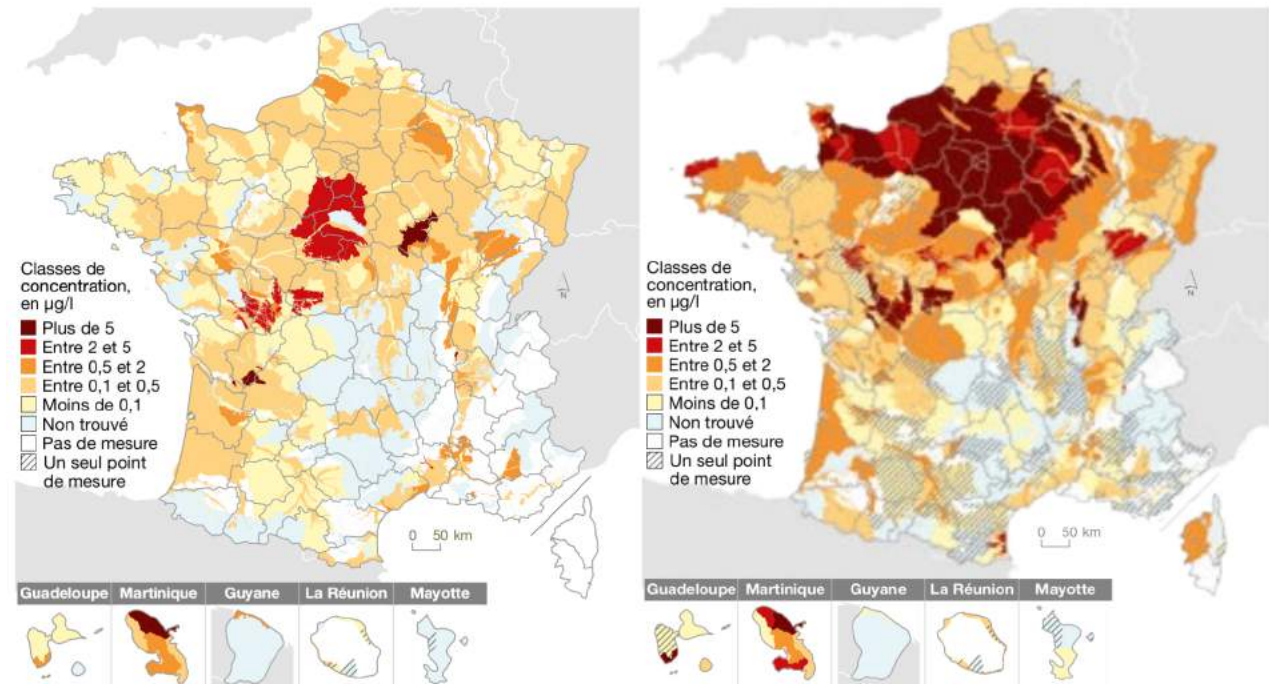 Classes de
concentration,
en µg/l
Plus de 5
Entre 2 et 5
Entre 0,5 et 2
Entre 0,1 et 0,5
Moins de 0,1
Non trouvé
Pas de mesure
Un seul point
de mesure
N
0 50 km
Guadeloupe Martinique Guyane La Réunion Mayotte
Classes de
concentration,
en µg/l
Plus de 5
Entre 2 et 5
Entre 0,5 et 2
Entre 0,1 et 0,5
Moins de 0,1
Non trouvé
Pas de mesure
Un seul point
de mesure
N
0 50 km
Guadeloupe Martinique Guyane La Réunion Mayotte